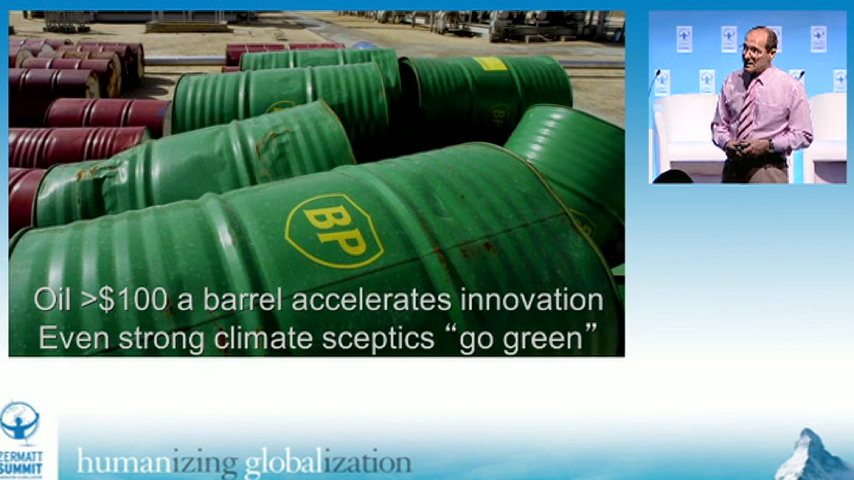 BP
Oil >$100 a barrel accelerates innovation
Even strong climate sceptics “go green”
ZERMATT
SUMMIT
humanizing globalization